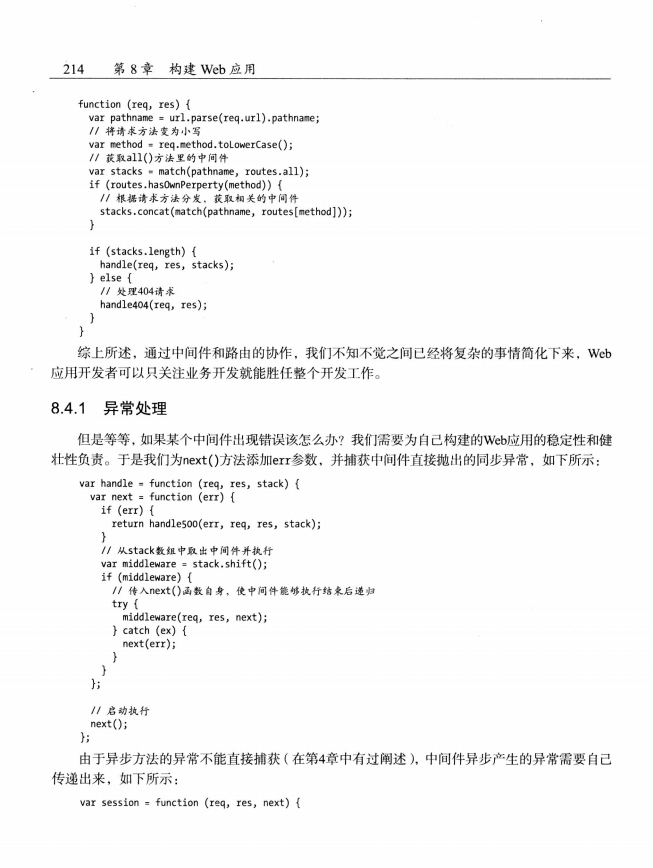 214 第 8 章 构建 Web 应用
function (req, res) {
var pathname = url.parse(req.url).pathname;
// 将请求方法变为小写
var method = req.method.toLowerCase();
// 获取all()方法里的中间件
var stacks = match(pathname, routes.all);
if (routes.hasOwnPerperty(method)) {
// 根据请求方法分发，获取相关的中间件
stacks.concat(match(pathname, routes[method]));
}
if (stacks.length) {
handle(req, res, stacks);
} else {
// 处理404请求
handle404(req, res);
}
}
综上所述，通过中间件和路由的协作，我们不知不觉之间已经将复杂的事情简化下来，Web
应用开发者可以只关注业务开发就能胜任整个开发工作。
8.4.1 异常处理
但是等等，如果某个中间件出现错误该怎么办？我们需要为自己构建的Web应用的稳定性和健
壮性负责。于是我们为next()方法添加err参数，并捕获中间件直接抛出的同步异常，如下所示：
var handle = function (req, res, stack) {
var next = function (err) {
if (err) {
return handle500(err, req, res, stack);
}
// 从stack数组中取出中间件并执行
var middleware = stack.shift();
if (middleware) {
// 传入next()函数自身，使中间件能够执行结束后递归
try {
middleware(req, res, next);
} catch (ex) {
next(err);
}
}
};
// 启动执行
next();
};
由于异步方法的异常不能直接捕获（在第4章中有过阐述），中间件异步产生的异常需要自己
传递出来，如下所示：
var session = function (req, res, next) {